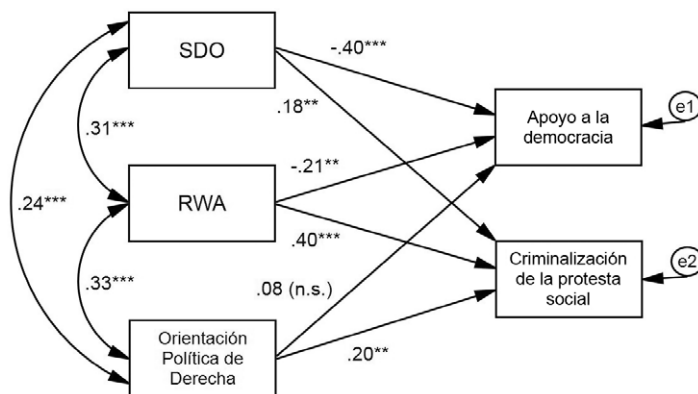 SDO
-.40***
.18**
Apoyo a la
democracia
e1
.31***
-.21**
.24***
RWA
.40***
Criminalización
de la protesta
social
e2
.33***
.08 (n.s.)
Orientación
Política de
Derecha
.20**